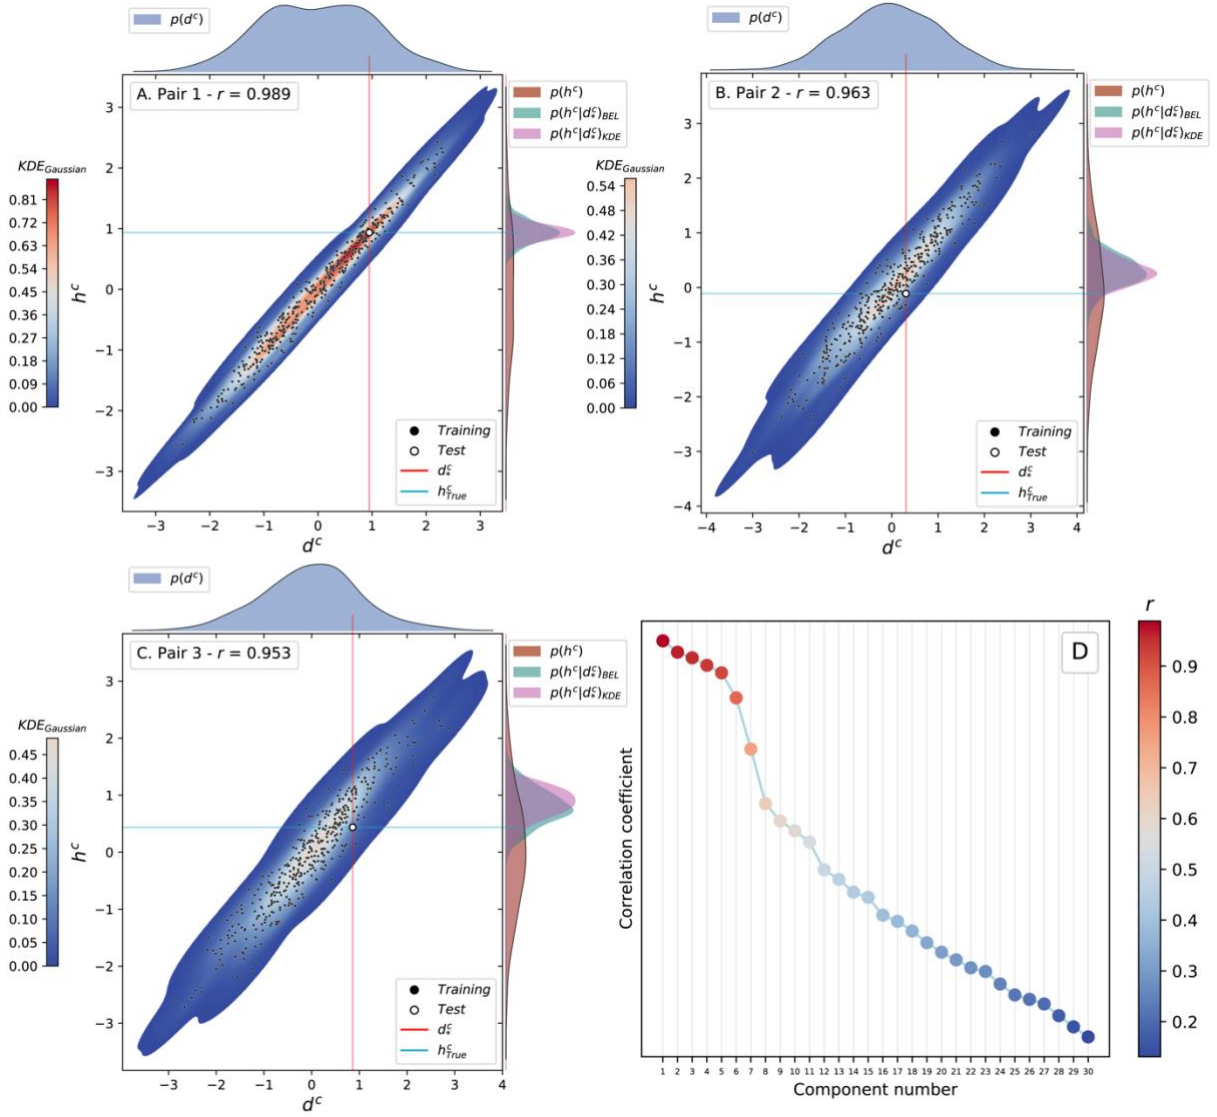 p(d^c)
A. Pair 1 - r = 0.989
p(h^c)
p(h^c|d^c_*)_BEL
p(h^c|d^c_*)_KDE
KDE_Gaussian
0.81
0.72
0.63
0.54
0.45
0.36
0.27
0.18
0.09
0.00
h^c
3
2
1
0
−1
−2
−3
Training
Test
d^c_*
h^c_True
−3 −2 −1 0 1 2 3
d^c
p(d^c)
B. Pair 2 - r = 0.963
p(h^c)
p(h^c|d^c_*)_BEL
p(h^c|d^c_*)_KDE
KDE_Gaussian
0.54
0.48
0.42
0.36
0.30
0.24
0.18
0.12
0.06
0.00
h^c
3
2
1
0
−1
−2
−3
−4
Training
Test
d^c_*
h^c_True
−4 −3 −2 −1 0 1 2 3 4
d^c
p(d^c)
C. Pair 3 - r = 0.953
p(h^c)
p(h^c|d^c_*)_BEL
p(h^c|d^c_*)_KDE
KDE_Gaussian
0.45
0.40
0.35
0.30
0.25
0.20
0.15
0.10
0.05
0.00
h^c
3
2
1
0
−1
−2
−3
Training
Test
d^c_*
h^c_True
−3 −2 −1 0 1 2 3 4
d^c
D
Correlation coefficient
1 2 3 4 5 6 7 8 9 10 11 12 13 14 15 16 17 18 19 20 21 22 23 24 25 26 27 28 29 30
Component number
r
0.9
0.8
0.7
0.6
0.5
0.4
0.3
0.2